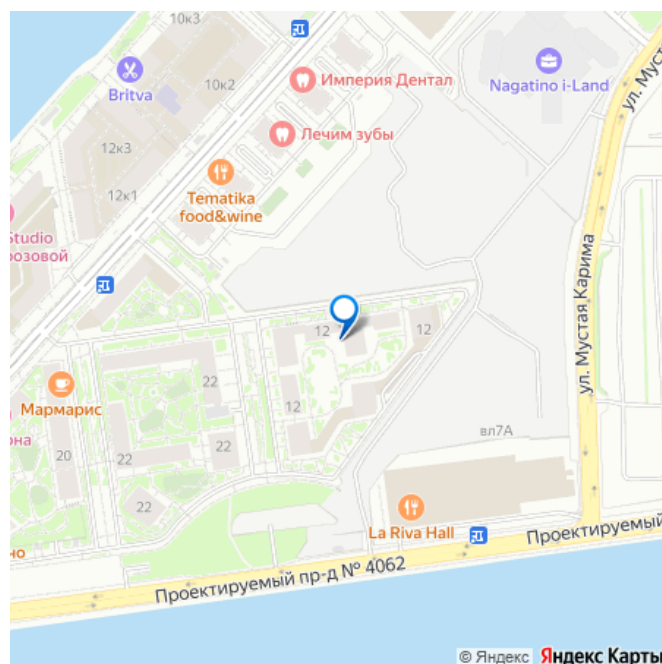 10к3
Britva
10к2
Империя Дентал
Nagatino i-Land
ул. Муста
12к3
Лечим зубы
12к1
Tematika
food&wine
Studio
розовой
ул. Мустая Карима
12
12
22
12
Мармарис
она
20
22
22
22
вл7А
La Riva Hall
но
Проектируемый пр-д № 4062
Проектируемый
© Яндекс Яндекс Карты